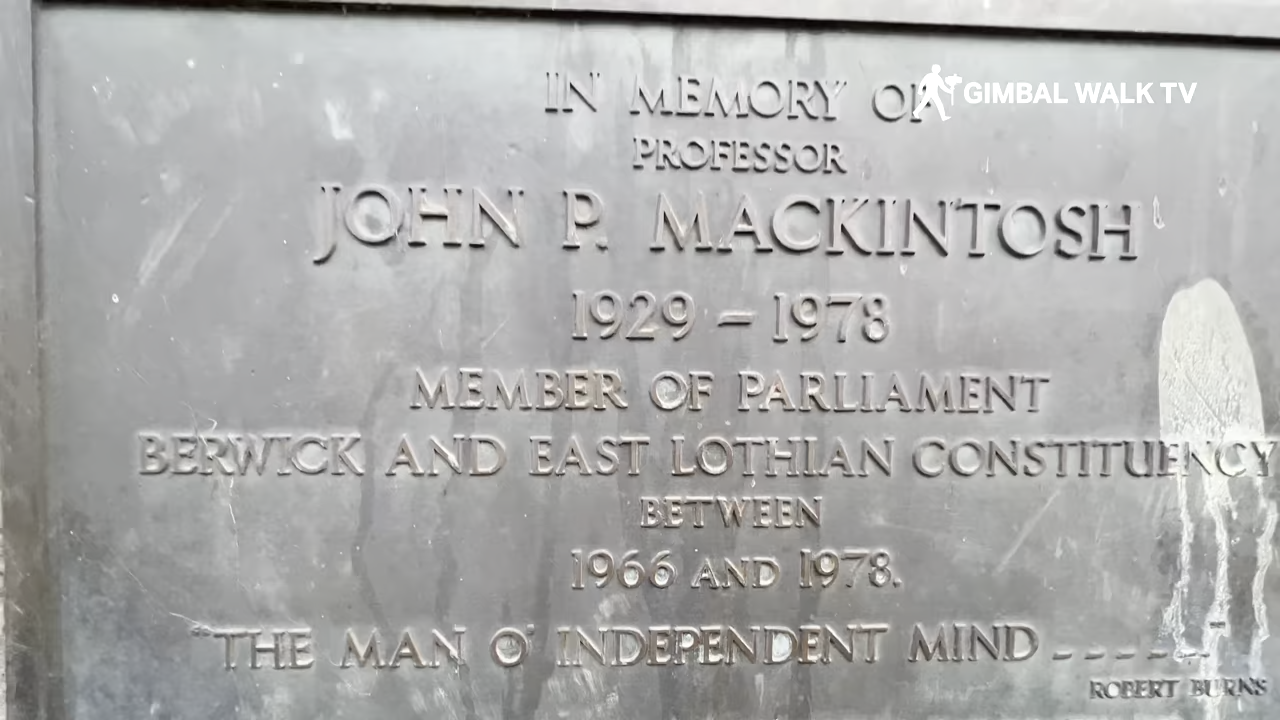 IN MEMORY OF
GIMBAL WALK TV
PROFESSOR
JOHN P. MACKINTOSH
1929 – 1978
MEMBER OF PARLIAMENT
BERWICK AND EAST LOTHIAN CONSTITUENCY
BETWEEN
1966 AND 1978.
"THE MAN O' INDEPENDENT MIND _ _ _ _ _ "
ROBERT BURNS